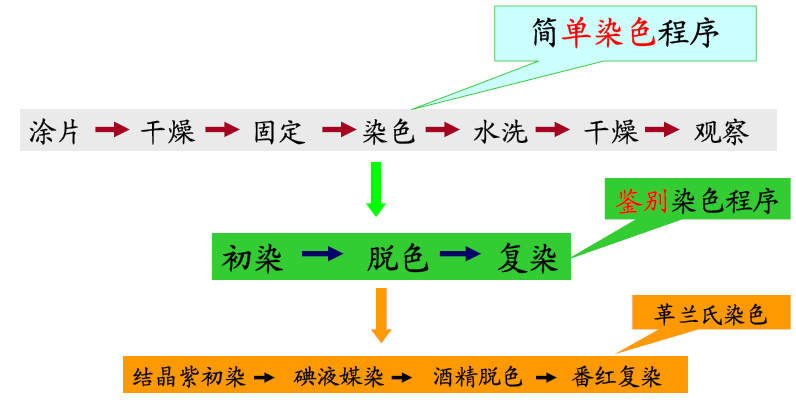 简单染色程序
涂片 干燥 固定 染色 水洗 干燥 观察
鉴别染色程序
初染 脱色 复染
革兰氏染色
结晶紫初染 碘液媒染 酒精脱色 番红复染